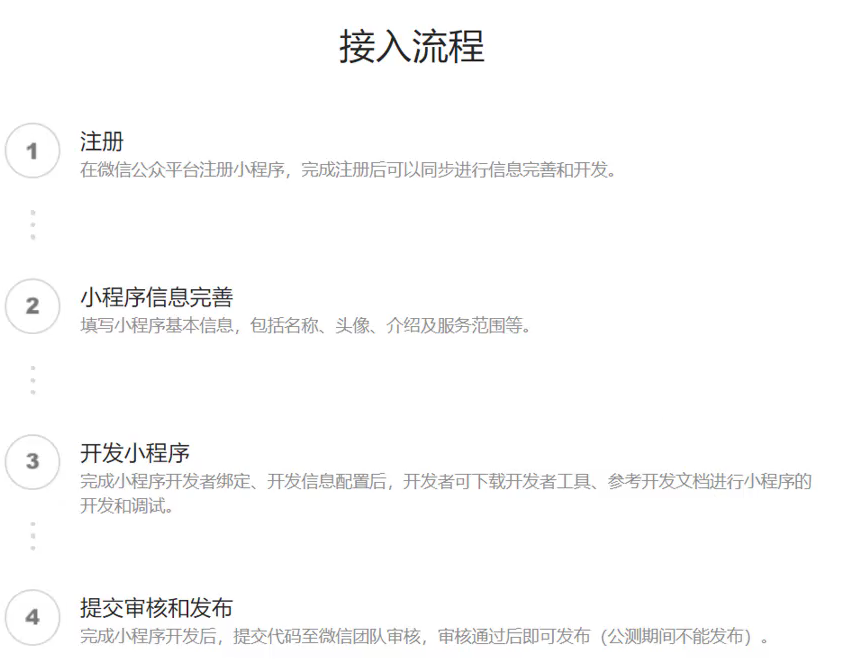 接入流程
1
注册
在微信公众平台注册小程序，完成注册后可以同步进行信息完善和开发。
2
小程序信息完善
填写小程序基本信息，包括名称、头像、介绍及服务范围等。
3
开发小程序
完成小程序开发者绑定、开发信息配置后，开发者可下载开发者工具、参考开发文档进行小程序的
开发和调试。
4
提交审核和发布
完成小程序开发后，提交代码至微信团队审核，审核通过后即可发布（公测期间不能发布）。